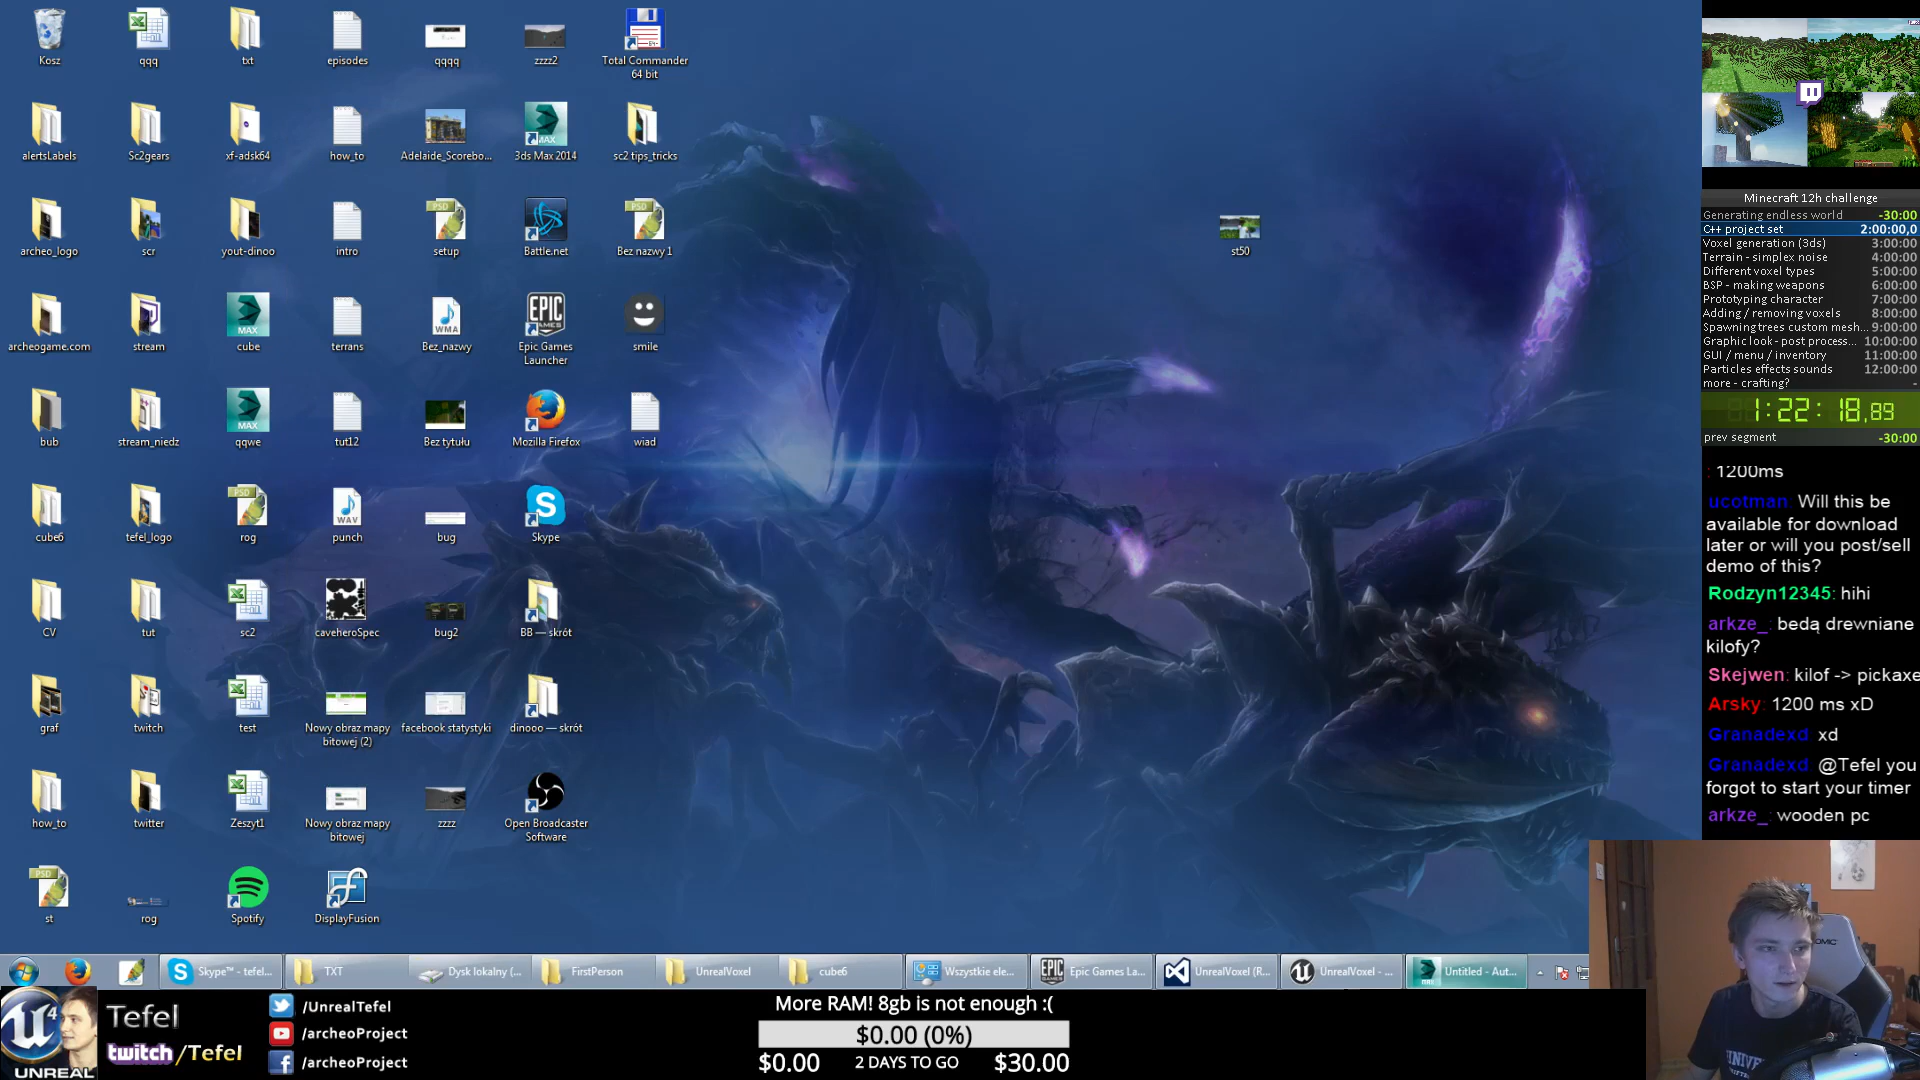 Kosz
qqq
txt
episodes
qqqq
zzzz2
Total Commander
64 bit
alertsLabels
Sc2gears
xf-adsk64
how_to
Adelaide_Scorebo...
3ds Max 2014
sc2 tips_tricks
archeo_logo
scr
yout-dinoo
intro
setup
Battle.net
Bez nazwy 1
st50
archeogame.com
stream
cube
terrans
Bez_nazwy
Epic Games
Launcher
smile
bub
stream_niedz
qqwe
tut12
Bez tytułu
Mozilla Firefox
wiad
cube6
tefel_logo
rog
punch
bug
Skype
CV
tut
sc2
caveheroSpec
bug2
BB — skrót
graf
twitch
test
Nowy obraz mapy
bitowej (2)
facebook statystyki
dinooo — skrót
how_to
twitter
Zeszyt1
Nowy obraz mapy
bitowej
zzzz
Open Broadcaster
Software
st
rog
Spotify
DisplayFusion
Skype™ - tefel...
TXT
Dysk lokalny (...
FirstPerson
UnrealVoxel
cube6
Wszystkie ele...
Epic Games La...
UnrealVoxel (R...
UnrealVoxel - ...
Untitled - Aut...
Minecraft 12h challenge
Generating endless world -30:00
C++ project set 2:00:00,0
Voxel generation (3ds) 3:00:00
Terrain - simplex noise 4:00:00
Different voxel types 5:00:00
BSP - making weapons 6:00:00
Prototyping character 7:00:00
Adding / removing voxels 8:00:00
Spawning trees custom mesh... 9:00:00
Graphic look - post process... 10:00:00
GUI / menu / inventory 11:00:00
Particles effects sounds 12:00:00
more - crafting? -
1:22:18,89
prev segment -30:00
: 1200ms
ucotman: Will this be
available for download
later or will you post/sell
demo of this?
Rodzyn12345: hihi
arkze_: bedą drewniane
kilofy?
Skejwen: kilof -> pickaxe
Arsky: 1200 ms xD
Granadexd: xd
Granadexd: @Tefel you
forgot to start your timer
arkze_: wooden pc
Tefel
twitch/Tefel
UNREAL
/UnrealTefel
/archeoProject
/archeoProject
More RAM! 8gb is not enough :(
$0.00 (0%)
$0.00 2 DAYS TO GO $30.00